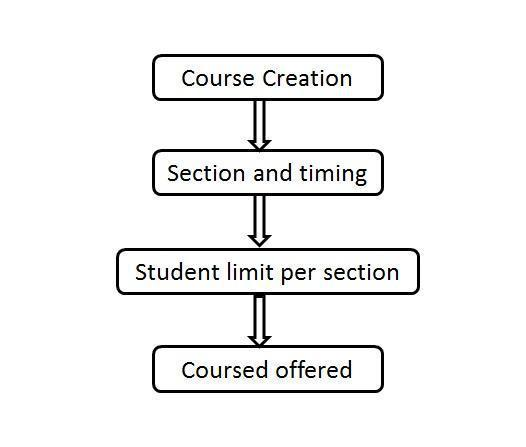 Course Creation
Section and timing
Student limit per section
Coursed offered